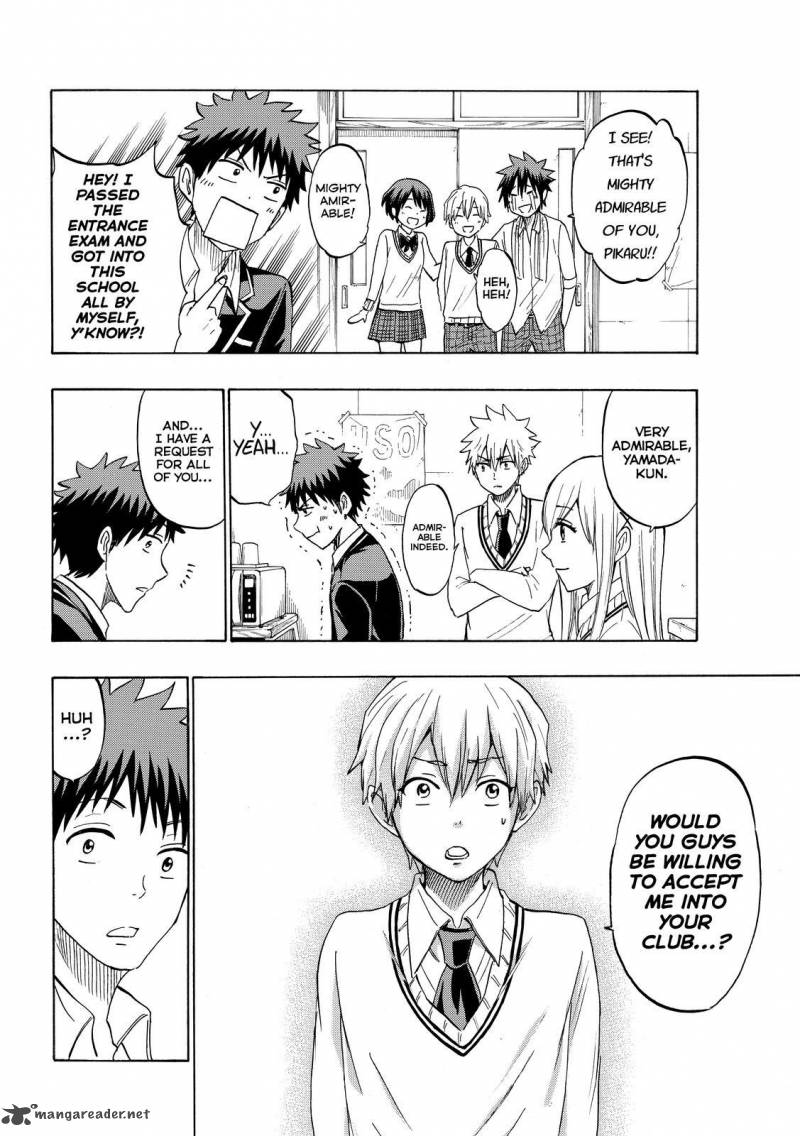 I SEE!
THAT'S
MIGHTY
ADMIRABLE
OF YOU,
PIKARU!!
MIGHTY
AMIR-
ABLE!
HEH,
HEH!
HEY! I
PASSED
THE
ENTRANCE
EXAM AND
GOT INTO
THIS
SCHOOL
ALL BY
MYSELF,
Y'KNOW?!
VERY
ADMIRABLE,
YAMADA-
KUN.
ADMIR-
ABLE
INDEED.
USO
Y...
YEAH...
AND...
I HAVE A
REQUEST
FOR ALL
OF YOU...
WOULD
YOU GUYS
BE WILLING
TO ACCEPT
ME INTO
YOUR
CLUB...?
HUH
...?
mangareader.net